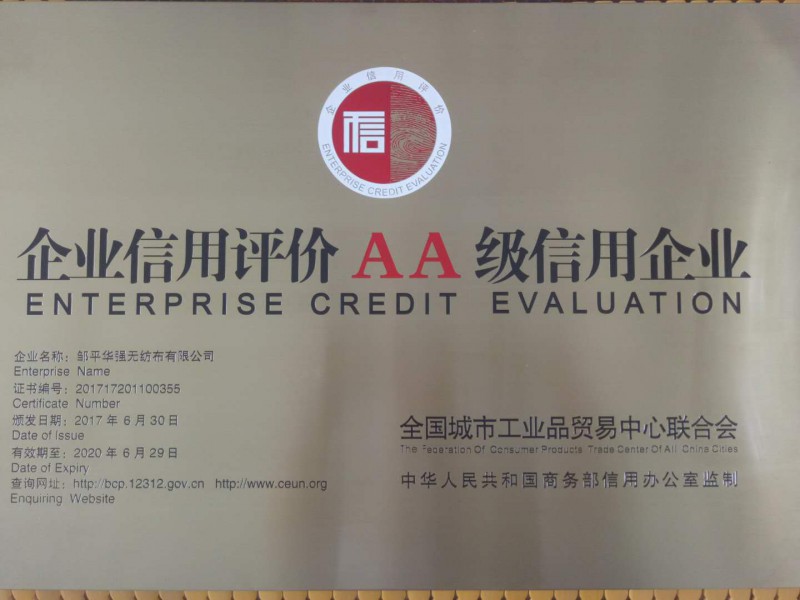 企业信用评价
信
ENTERPRISE CREDIT EVALUATION
企业信用评价 AA 级信用企业
ENTERPRISE CREDIT EVALUATION
企业名称：邹平华强无纺布有限公司
Enterprise Name
证书编号：201717201100355
Certificate Number
颁发日期：2017 年 6 月 30 日
Date of Issue
有效期至：2020 年 6 月 29 日
Date of Expiry
查询网址：http://bcp.12312.gov.cn http://www.ceun.org
Enquiring Website
全国城市工业品贸易中心联合会
The Federation Of Consumer Products Trade Center Of All China Cities
中华人民共和国商务部信用办公室监制